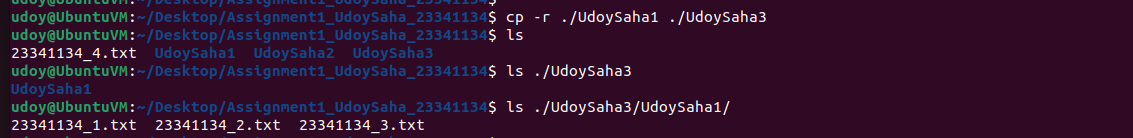 udoy@UbuntuVM:~/Desktop/Assignment1_UdoySaha_23341134$ cp -r ./UdoySaha1 ./UdoySaha3
udoy@UbuntuVM:~/Desktop/Assignment1_UdoySaha_23341134$ ls
23341134_4.txt  UdoySaha1  UdoySaha2  UdoySaha3
udoy@UbuntuVM:~/Desktop/Assignment1_UdoySaha_23341134$ ls ./UdoySaha3
UdoySaha1
udoy@UbuntuVM:~/Desktop/Assignment1_UdoySaha_23341134$ ls ./UdoySaha3/UdoySaha1/
23341134_1.txt  23341134_2.txt  23341134_3.txt